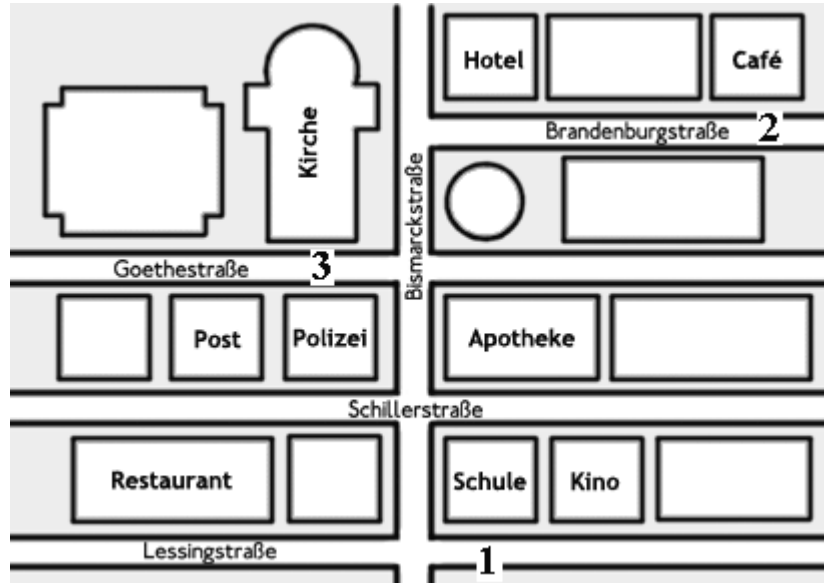 Hotel
Café
Brandenburgstraße 2
Kirche
Bismarckstraße
Goethestraße 3
Post
Polizei
Apotheke
Schillerstraße
Restaurant
Schule
Kino
Lessingstraße
1